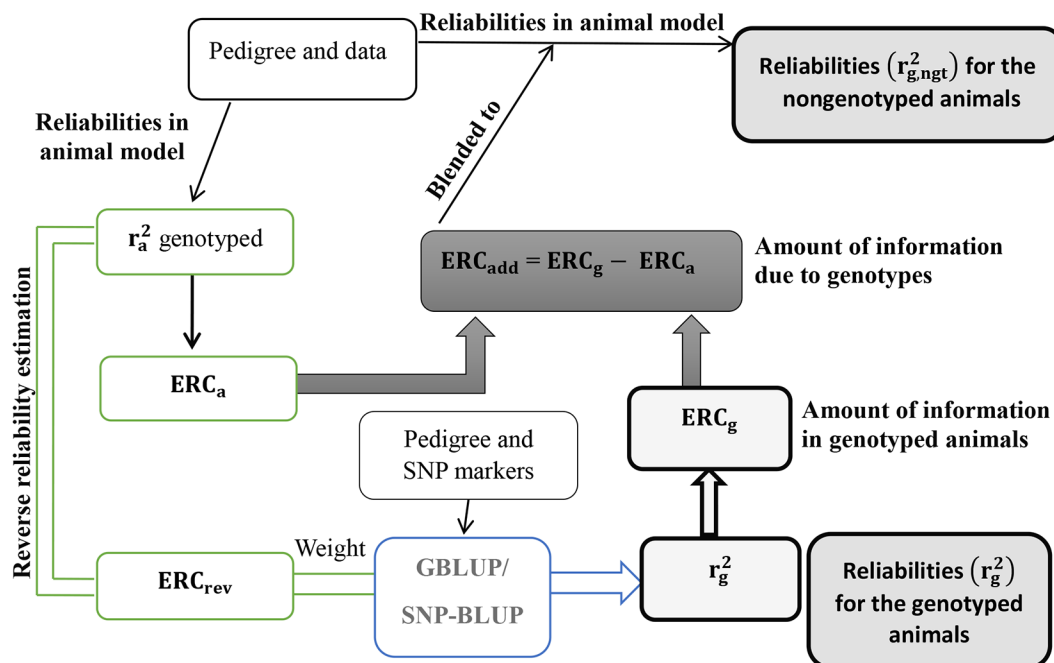 Reliabilities in animal model
Pedigree and data
Reliabilities (r²g,ngt) for the
nongenotyped animals
Reliabilities in
animal model
Blended to
r²a genotyped
ERCadd = ERCg − ERCa
Amount of information
due to genotypes
Reverse reliability estimation
ERCa
ERCg
Amount of information
in genotyped animals
Pedigree and
SNP markers
Weight
ERCrev
GBLUP/
SNP-BLUP
r²g
Reliabilities (r²g)
for the genotyped
animals